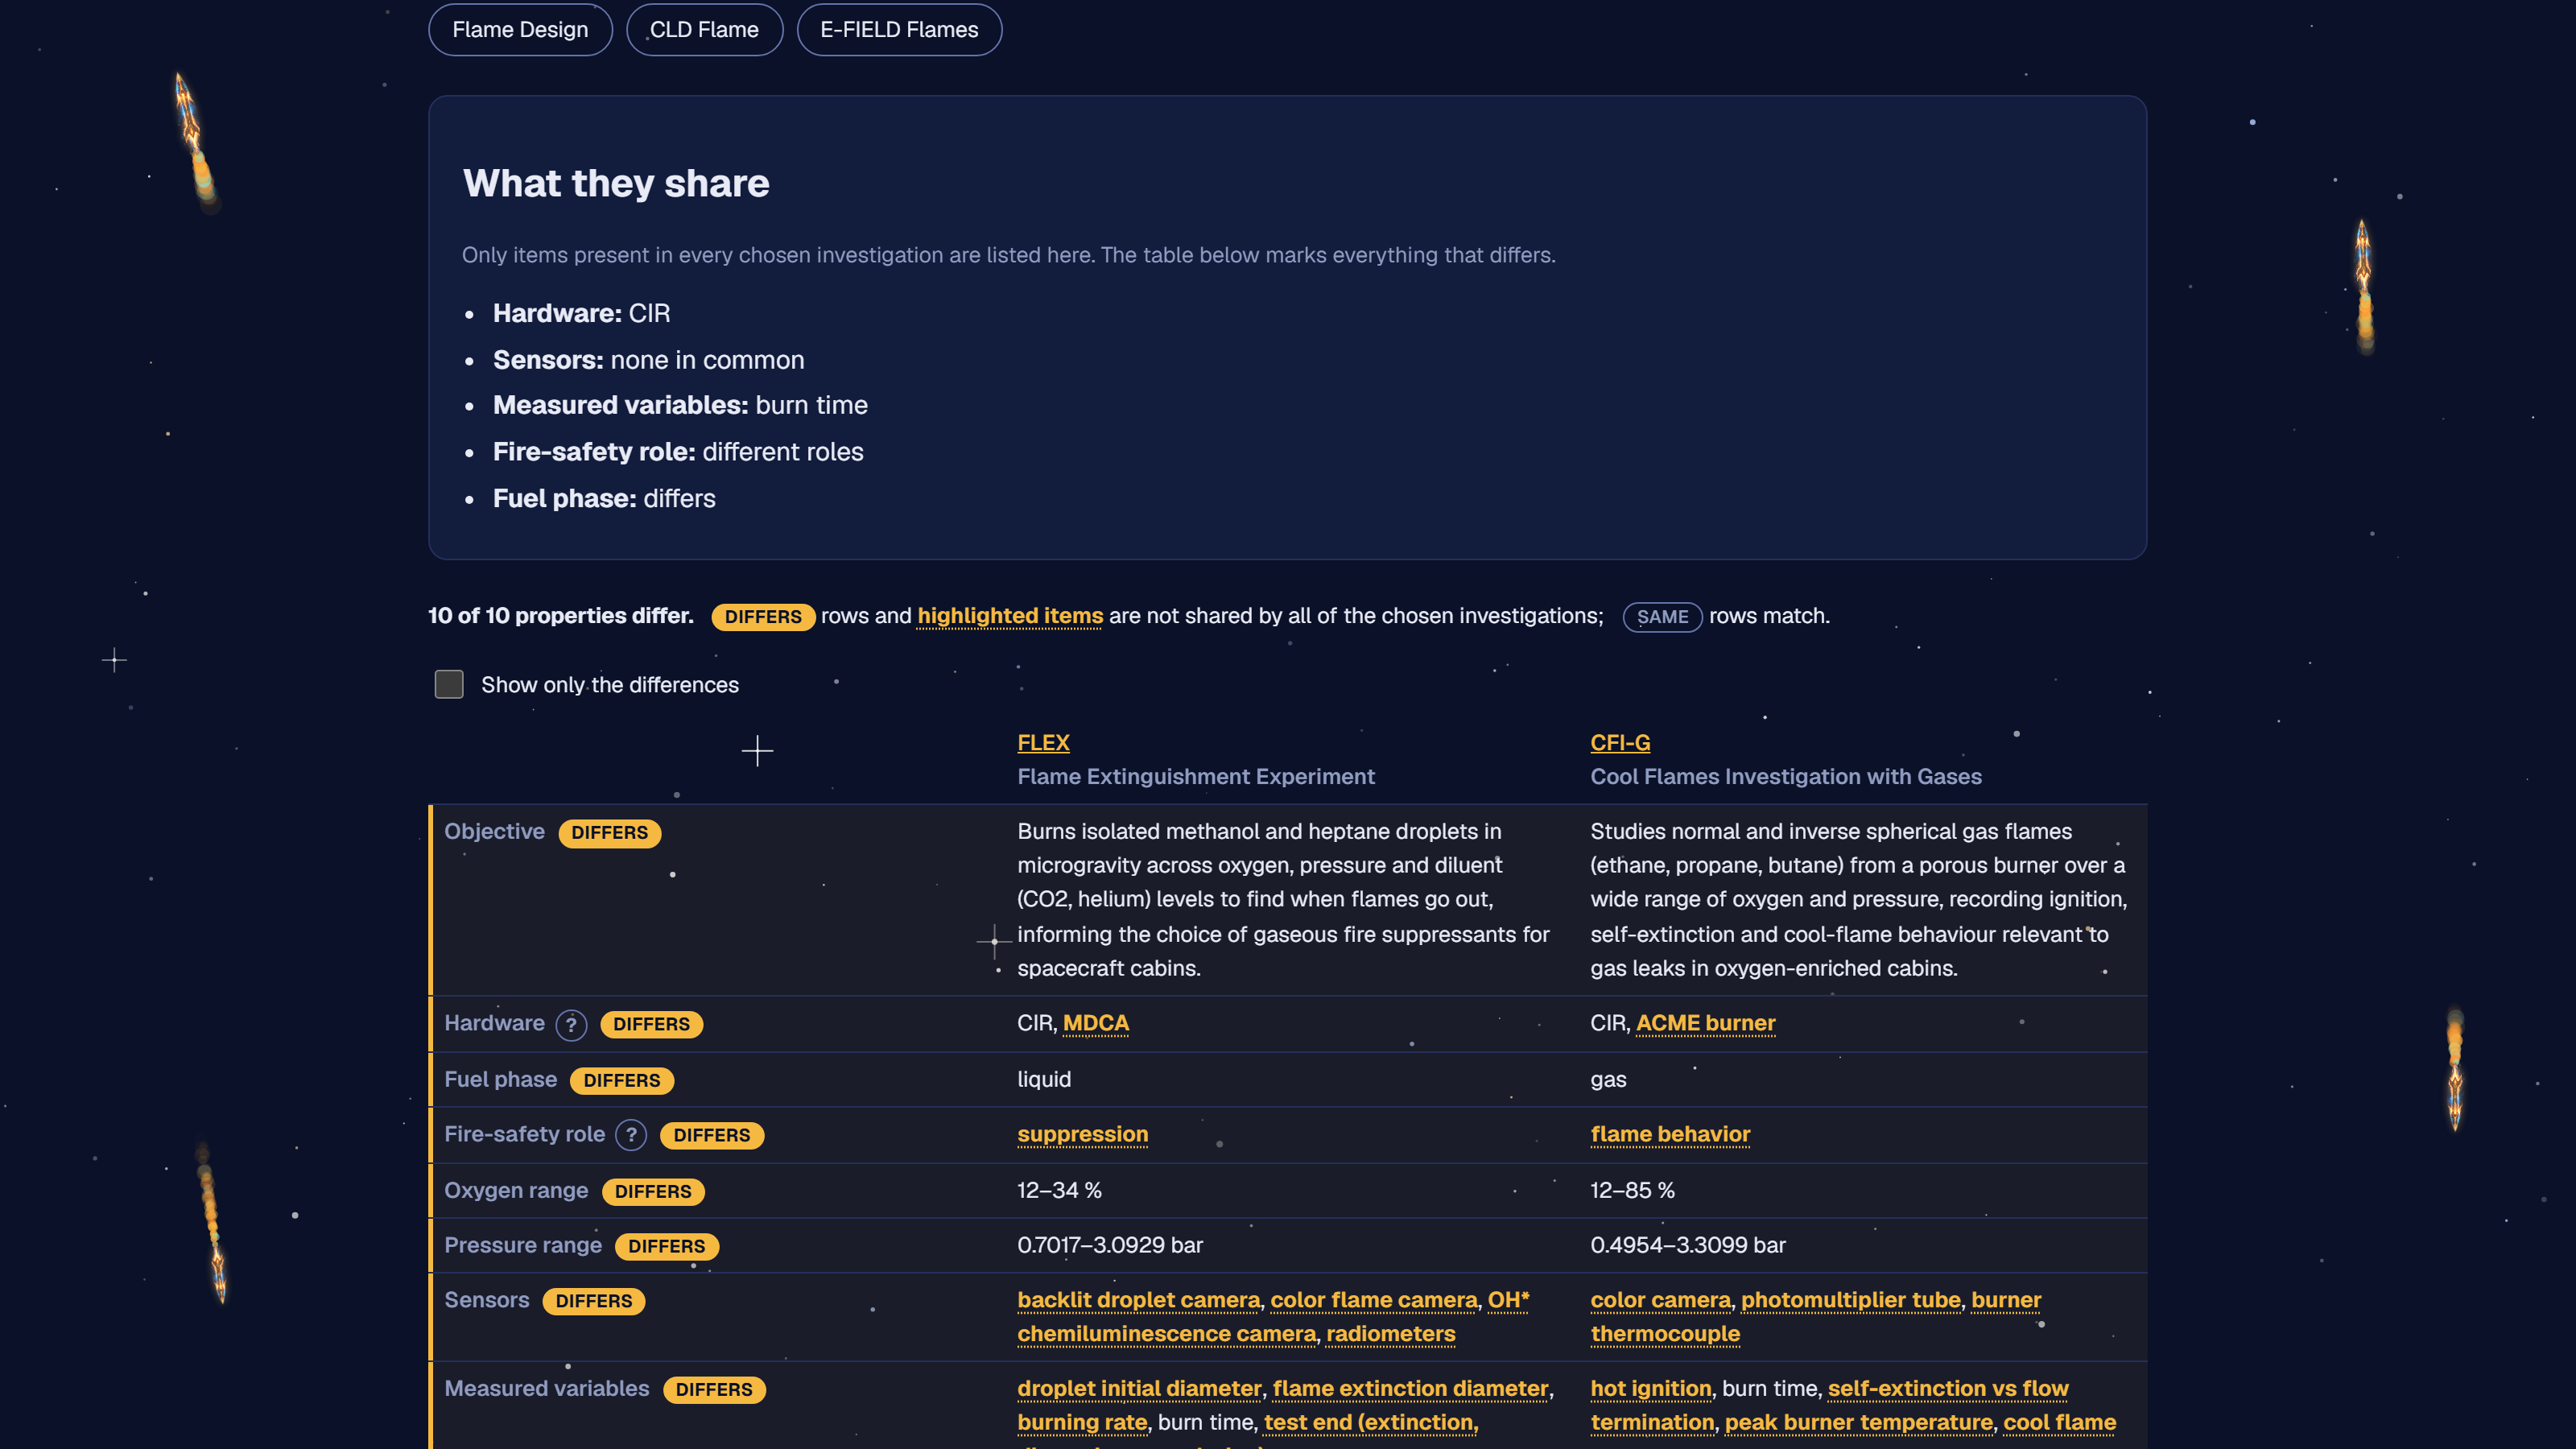 Flame Design
CLD Flame
E-FIELD Flames
What they share
Only items present in every chosen investigation are listed here. The table below marks everything that differs.
• Hardware: CIR
• Sensors: none in common
• Measured variables: burn time
• Fire-safety role: different roles
• Fuel phase: differs
10 of 10 properties differ. DIFFERS rows and highlighted items are not shared by all of the chosen investigations; SAME rows match.
Show only the differences
FLEX
Flame Extinguishment Experiment
CFI-G
Cool Flames Investigation with Gases
Objective DIFFERS
Burns isolated methanol and heptane droplets in
microgravity across oxygen, pressure and diluent
(CO2, helium) levels to find when flames go out,
informing the choice of gaseous fire suppressants for
spacecraft cabins.
Studies normal and inverse spherical gas flames
(ethane, propane, butane) from a porous burner over a
wide range of oxygen and pressure, recording ignition,
self-extinction and cool-flame behaviour relevant to
gas leaks in oxygen-enriched cabins.
Hardware ? DIFFERS
CIR, MDCA
CIR, ACME burner
Fuel phase DIFFERS
liquid
gas
Fire-safety role ? DIFFERS
suppression
flame behavior
Oxygen range DIFFERS
12–34 %
12–85 %
Pressure range DIFFERS
0.7017–3.0929 bar
0.4954–3.3099 bar
Sensors DIFFERS
backlit droplet camera, color flame camera, OH*
chemiluminescence camera, radiometers
color camera, photomultiplier tube, burner
thermocouple
Measured variables DIFFERS
droplet initial diameter, flame extinction diameter,
burning rate, burn time, test end (extinction,
hot ignition, burn time, self-extinction vs flow
termination, peak burner temperature, cool flame